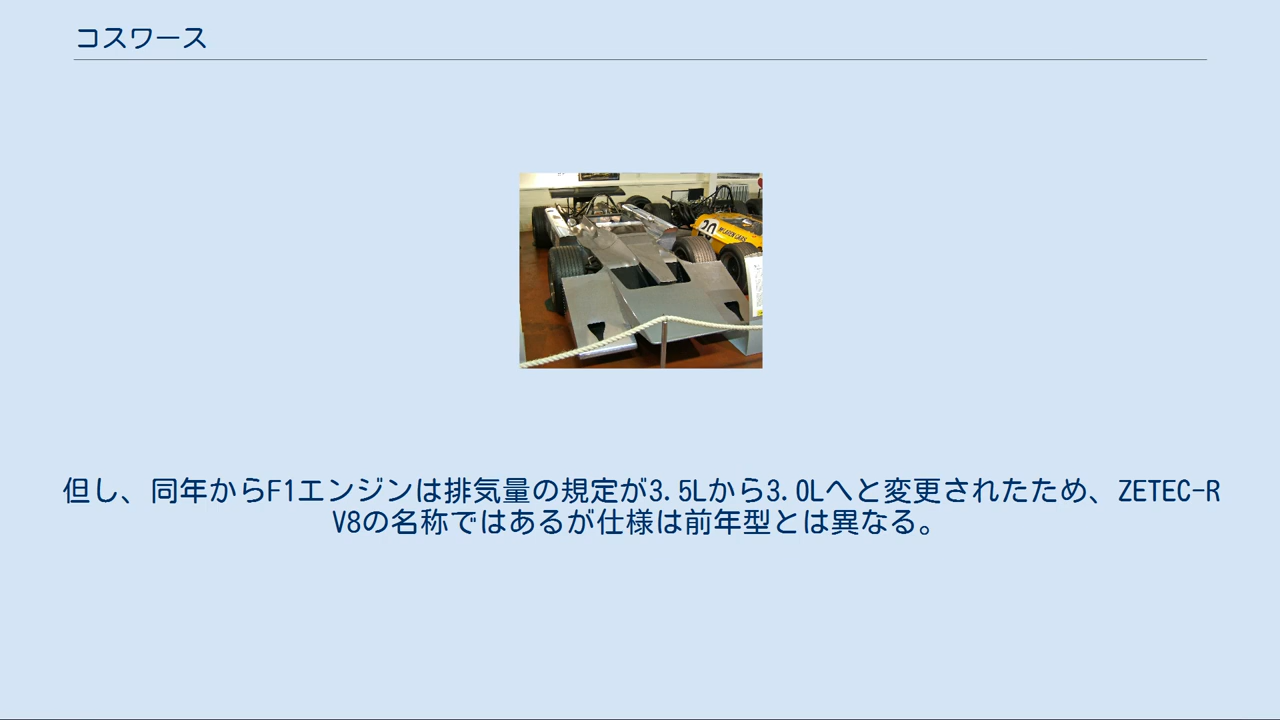 コスワース
20
McLAREN CARS
但し、同年からF1エンジンは排気量の規定が3.5Lから3.0Lへと変更されたため、ZETEC-R
V8の名称ではあるが仕様は前年型とは異なる。